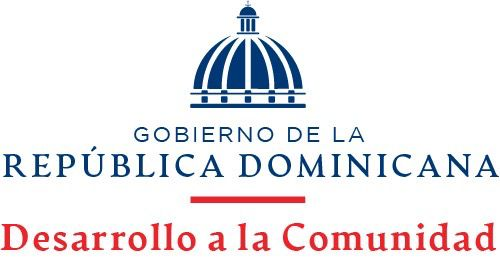 GOBIERNO DE LA
REPÚBLICA DOMINICANA
Desarrollo a la Comunidad